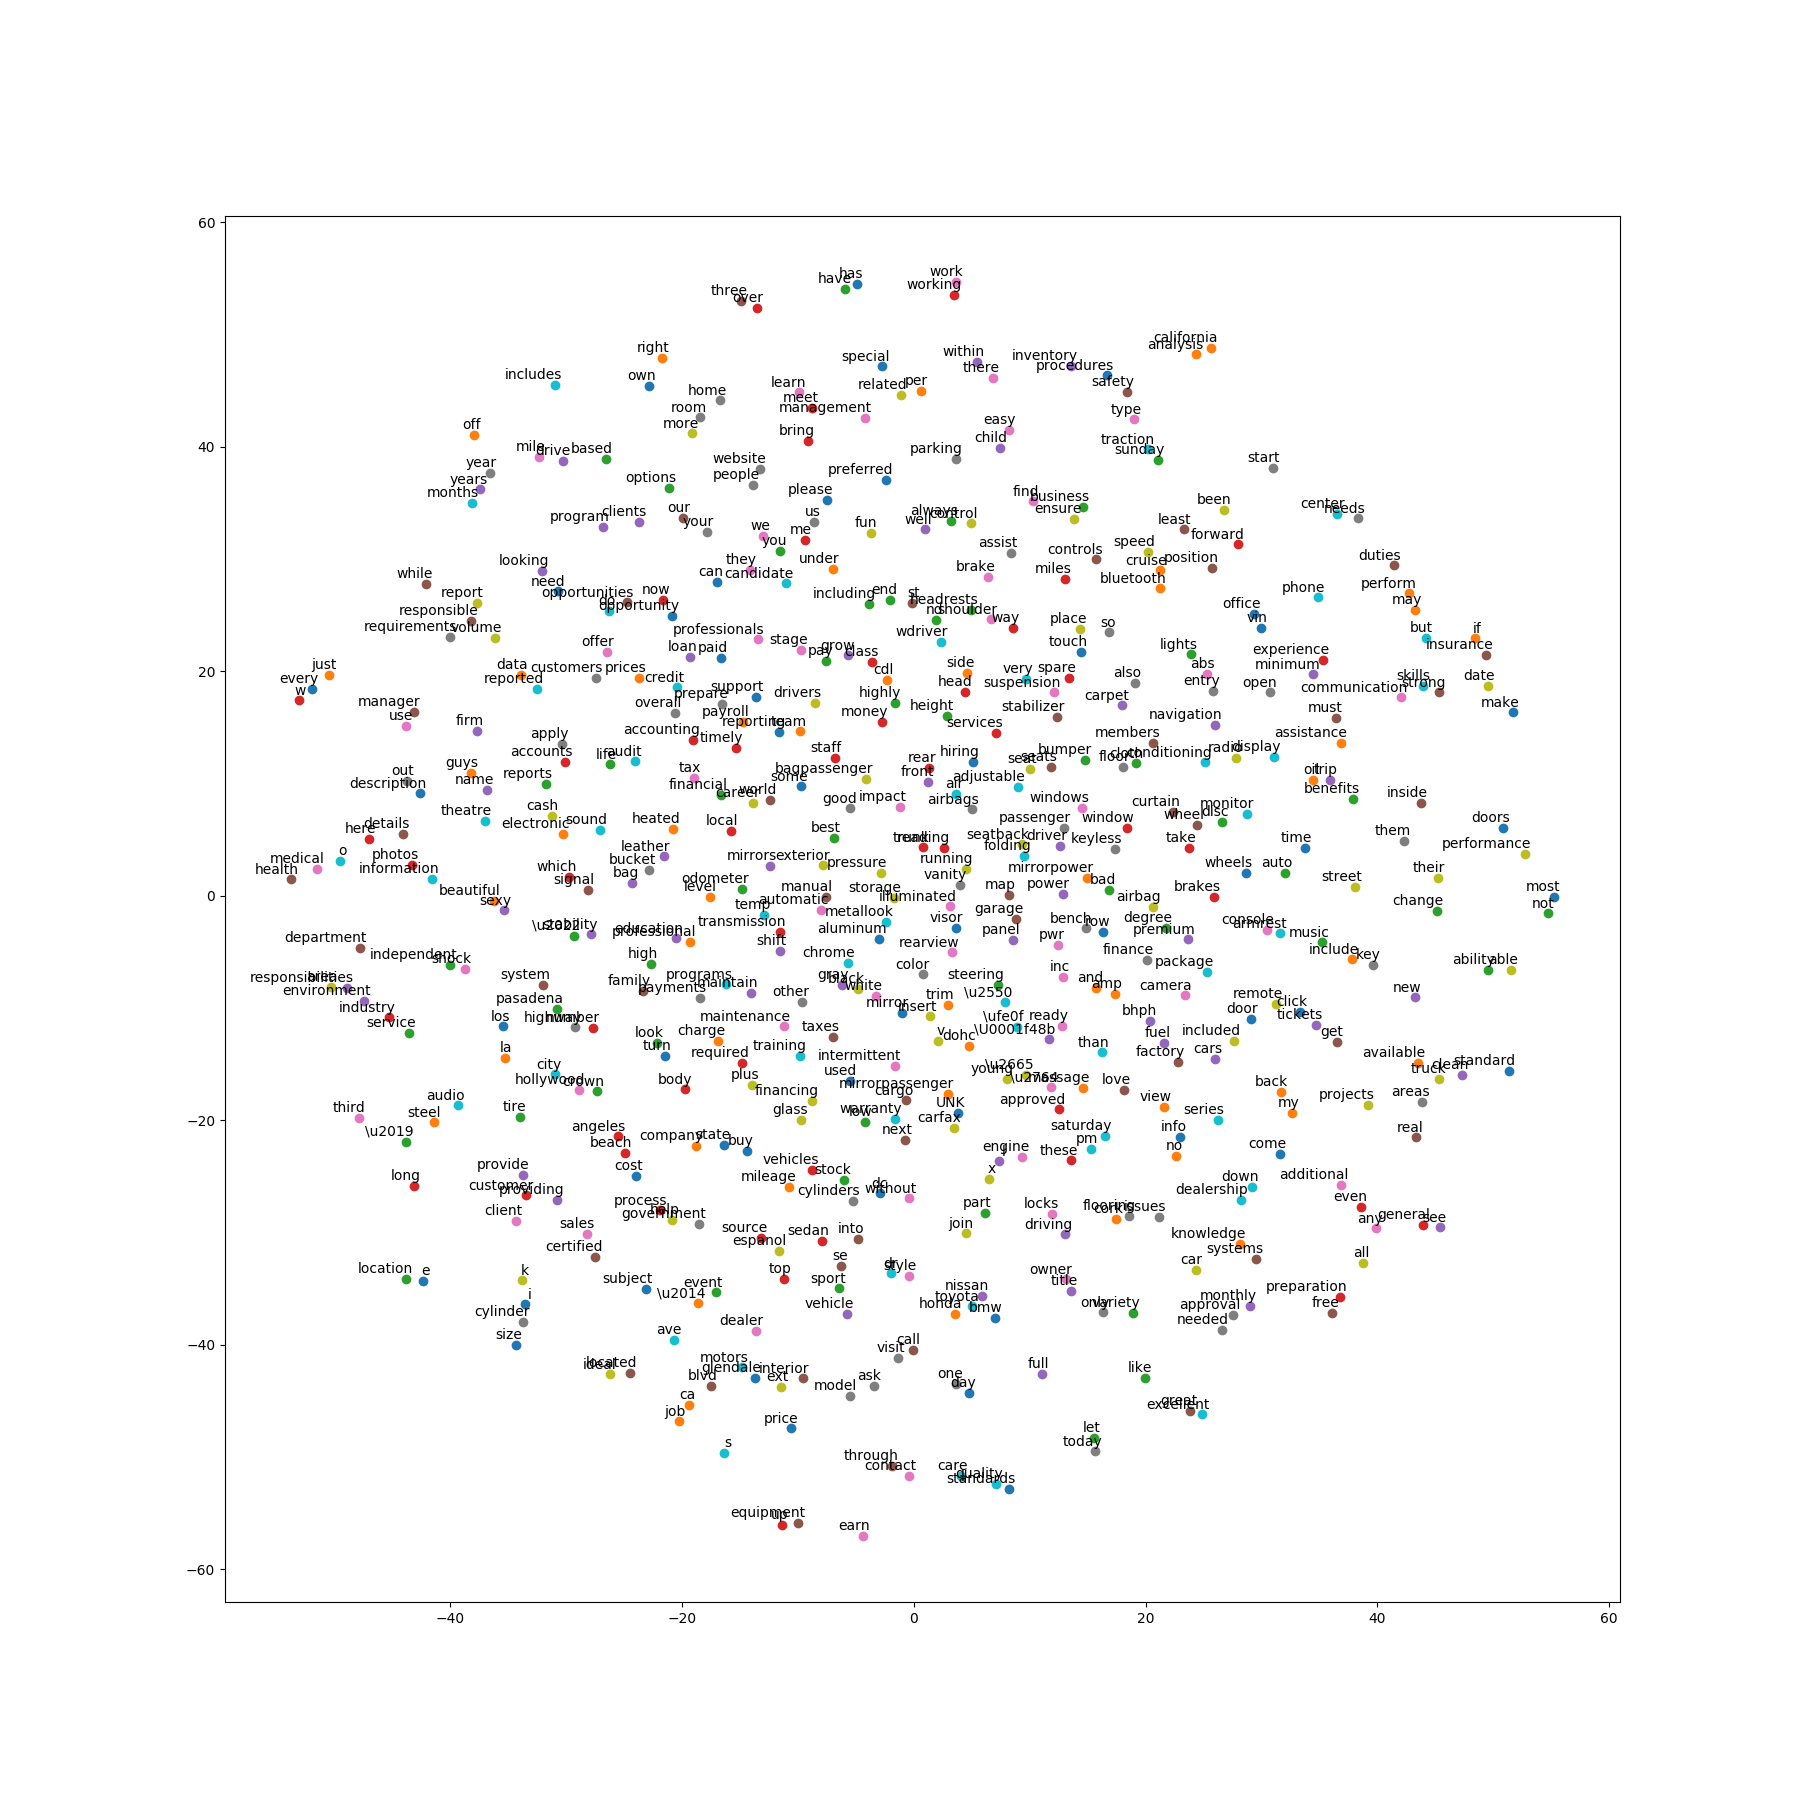 60
has
have
work
working
three
over
california
analysis
right
special
within
there
inventory
procedures
includes
own
home
learn
related
per
safety
meet
room
management
type
more
off
bring
easy
child
mile
drive
based
website
parking
traction
sunday
40
year
people
preferred
start
years
options
months
please
find
business
been
center
needs
program
clients
our
your
us
fun
always
well
control
ensure
we
me
least
forward
you
assist
controls
speed
position
while
looking
they
under
brake
miles
cruise
bluetooth
duties
need
can
candidate
phone
perform
report
opportunities
go
now
opportunity
including
end
st
headrests
office
may
responsible
requirements
volume
nd
shoulder
way
place
so
vin
professionals
wdriver
but
if
offer
stage
touch
lights
experience
insurance
loan
paid
pay
grow
class
just
data
customers
prices
credit
cdl
side
very
spare
also
abs
minimum
20
every
reported
support
head
suspension
entry
open
communication
skills
strong
date
w
prepare
drivers
highly
carpet
manager
overall
payroll
height
stabilizer
make
use
reporting
team
money
services
navigation
must
firm
accounting
timely
members
assistance
apply
accounts
life
audit
staff
rear
hiring
seat
seats
bumper
floor
cloth
conditioning
radio
display
out
guys
reports
tax
some
bagpassenger
front
adjustable
oil
trip
description
name
financial
career
world
air
benefits
cash
good
impact
airbags
windows
curtain
monitor
inside
theatre
electronic
sound
heated
local
passenger
window
wheel
disc
doors
here
details
best
seatback
driver
keyless
take
time
them
o
photos
leather
running
folding
performance
medical
information
which
bucket
mirrorsexterior
pressure
vanity
mirrorpower
wheels
auto
their
health
signal
bag
odometer
street
0
beautiful
sexy
level
manual
storage
map
power
bad
brakes
most
temp
automatic
illuminated
airbag
change
not
transmission
metallook
visor
garage
bench
row
degree
console
armrest
\u2022
stability
education
professional
aluminum
panel
premium
music
department
shift
rearview
pwr
include
independent
shock
high
chrome
color
finance
key
system
programs
steering
inc
package
ability
able
responsibilities
environment
family
payments
maintain
gray
black
white
and
amp
camera
new
industry
pasadena
other
mirror
insert
trim
\u2550
remote
click
service
los
highway
number
maintenance
\ufe0f
ready
bhph
door
tickets
look
charge
taxes
v
dohc
\U0001f48b
fuel
included
get
la
turn
required
training
intermittent
than
factory
cars
available
city
\u2665
clean
standard
hollywood
crown
body
plus
used
young
\u2764
massage
love
back
truck
audio
financing
mirrorpassenger
cargo
approved
view
my
projects
areas
third
steel
tire
glass
low
warranty
UNK
carfax
series
−20
\u2019
angeles
beach
company
state
buy
next
saturday
pm
info
real
engine
these
no
come
provide
cost
vehicles
x
long
customer
providing
mileage
stock
cylinders
dc
without
dealership
down
additional
client
process
help
government
part
locks
flooring
issues
even
sales
source
join
driving
any
general
see
certified
espanol
sedan
into
knowledge
systems
location
e
k
subject
event
top
se
dr
style
car
all
i
\u2014
sport
nissan
owner
title
preparation
cylinder
dealer
vehicle
honda
toyota
bmw
only
variety
approval
monthly
free
size
ave
call
needed
−40
ideal
located
motors
glendale
interior
visit
one
day
full
like
blvd
ext
model
ask
ca
job
price
great
excellent
s
let
today
through
contact
care
quality
standards
equipment
up
earn
−60
−40
−20
0
20
40
60